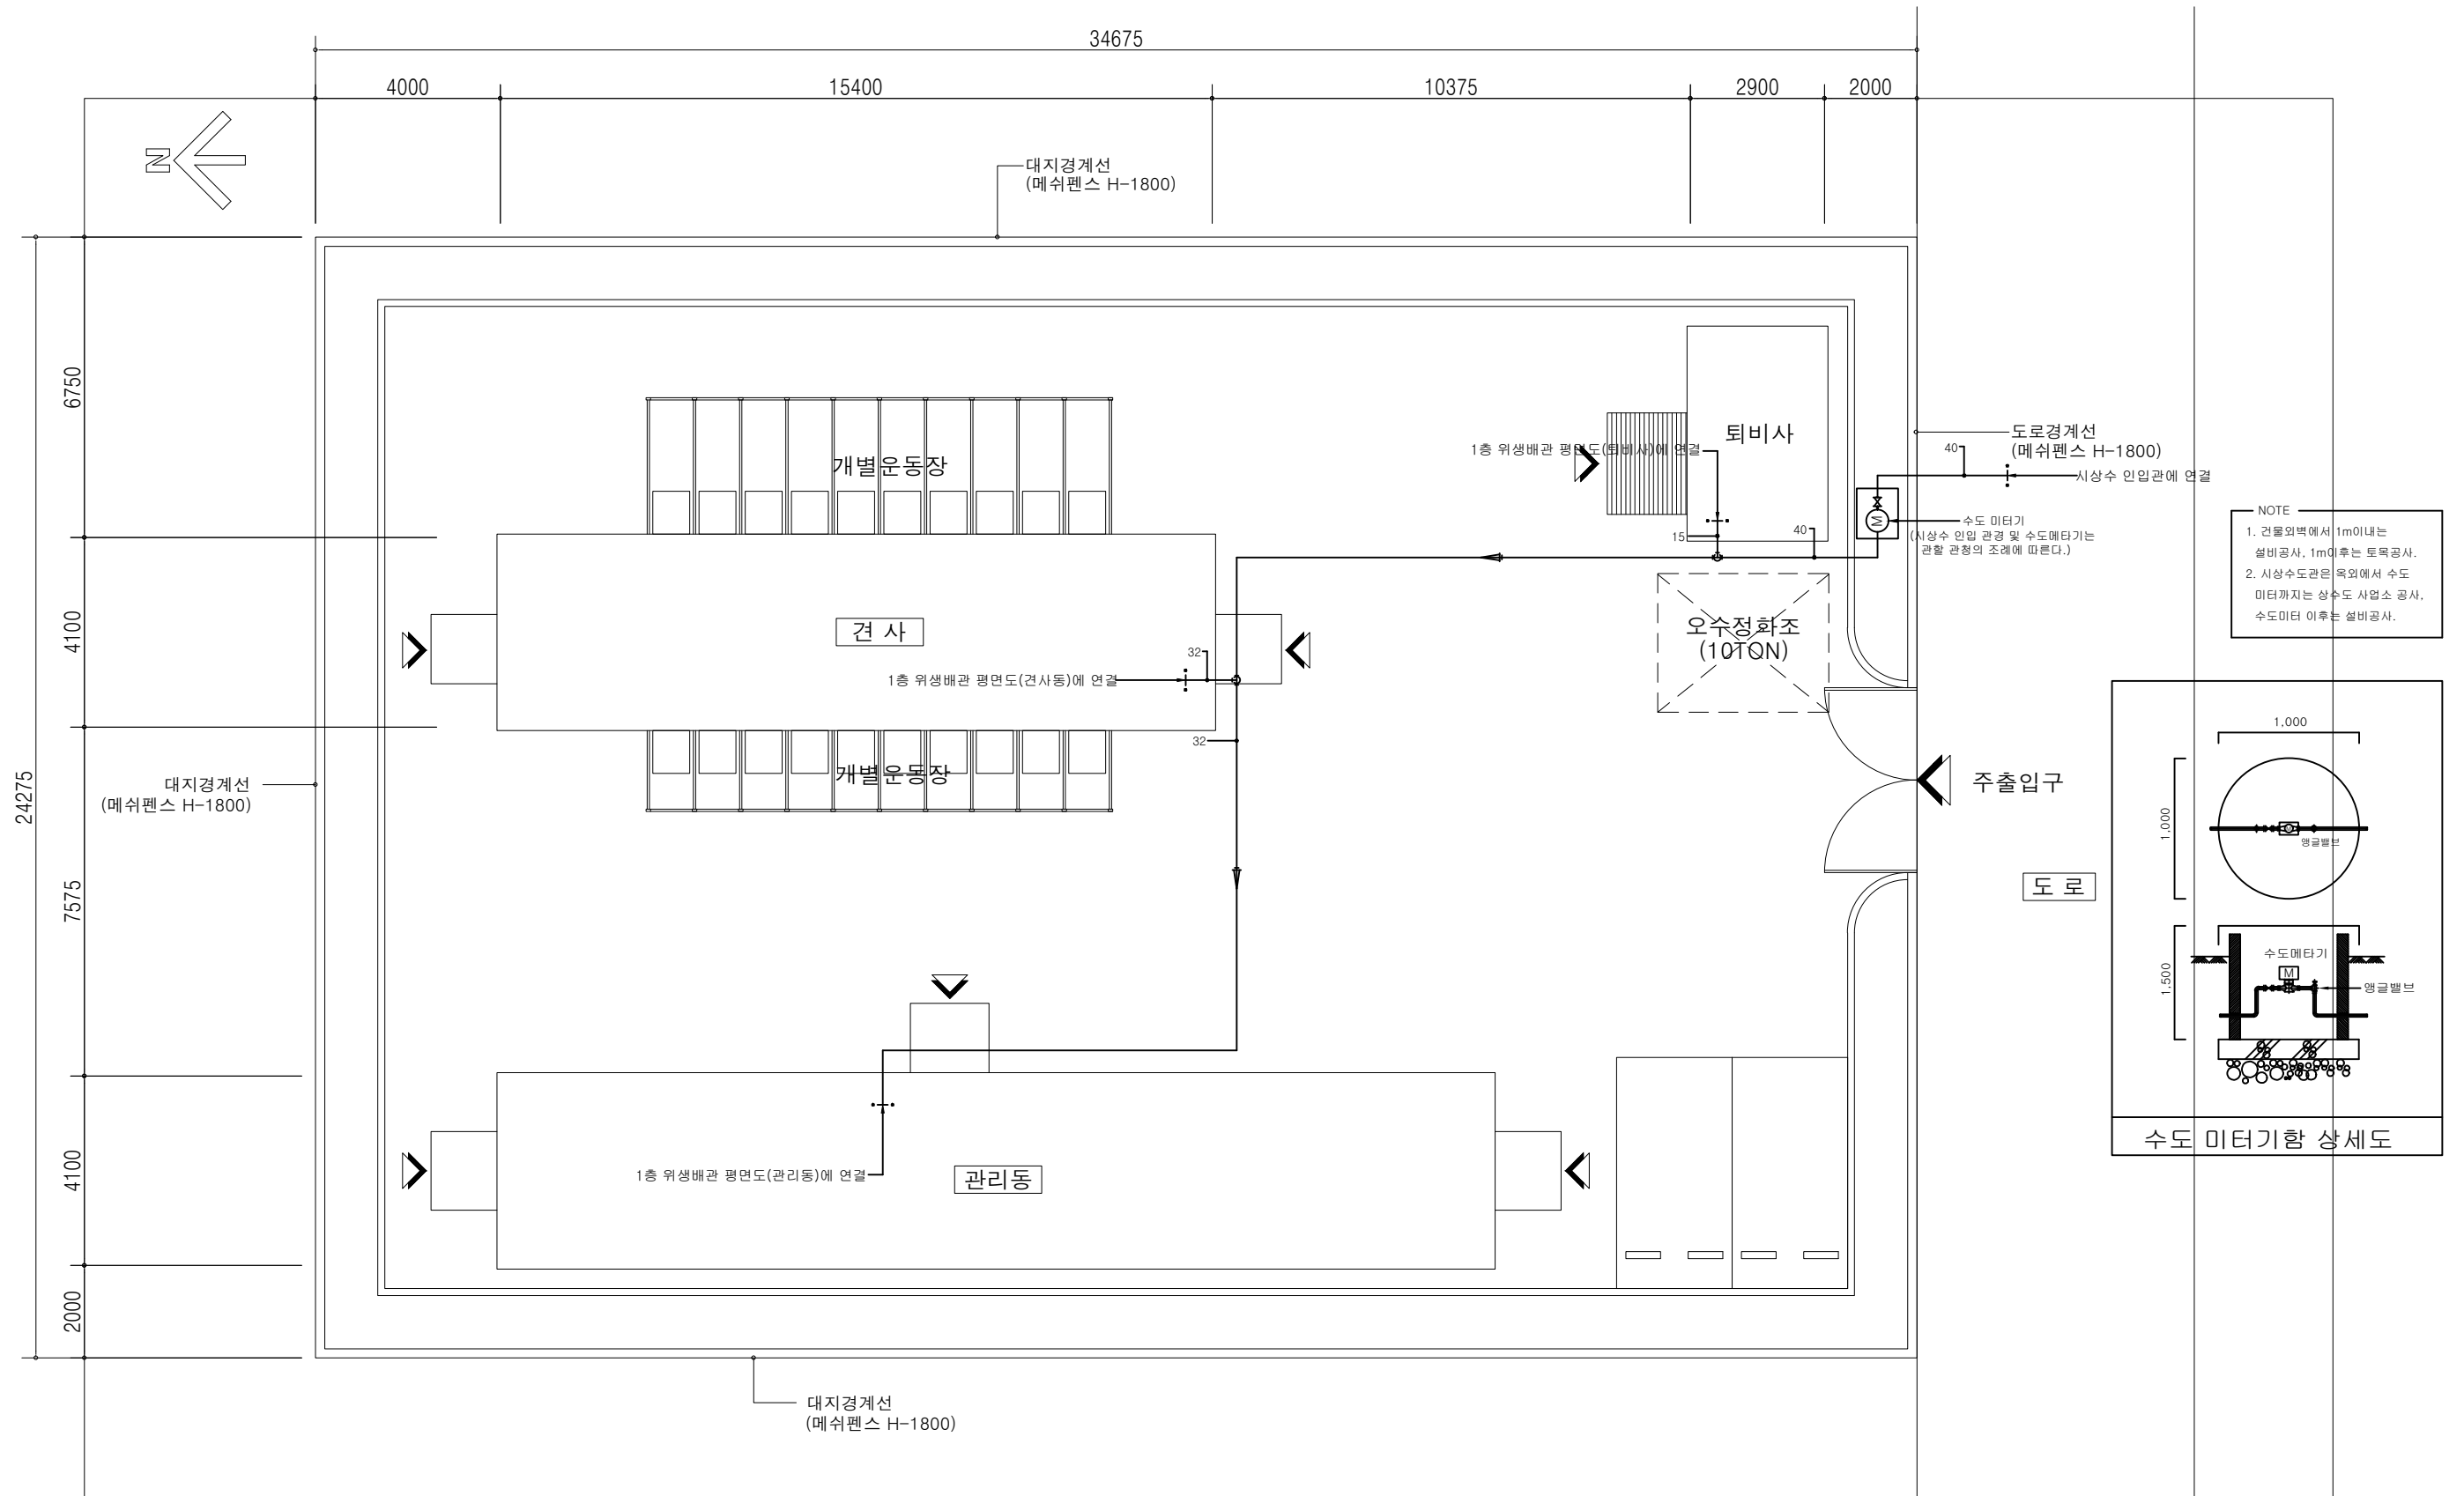 34675
4000
15400
10375
2900
2000
N
대지경계선
(메쉬펜스 H-1800)
24275
6750
4100
7575
4100
2000
개별운동장
퇴비사
1층 위생배관 평면도(퇴비사)에 연결
15
40
40
도로경계선
(메쉬펜스 H-1800)
시상수 인입관에 연결
M
수도 미터기
(시상수 인입 관경 및 수도메타기는
관할 관청의 조례에 따른다.)
NOTE
1. 건물외벽에서 1m이내는
설비공사, 1m이후는 토목공사.
2. 시상수도관은 옥외에서 수도
미터까지는 상수도 사업소 공사,
수도미터 이후는 설비공사.
견 사
오수정화조
(10TON)
32
1층 위생배관 평면도(견사동)에 연결
32
개별운동장
대지경계선
(메쉬펜스 H-1800)
주출입구
도 로
1,000
1,000
앵글밸브
1,500
수도메타기
M
앵글밸브
수도 미터기함 상세도
1층 위생배관 평면도(관리동)에 연결
관리동
대지경계선
(메쉬펜스 H-1800)